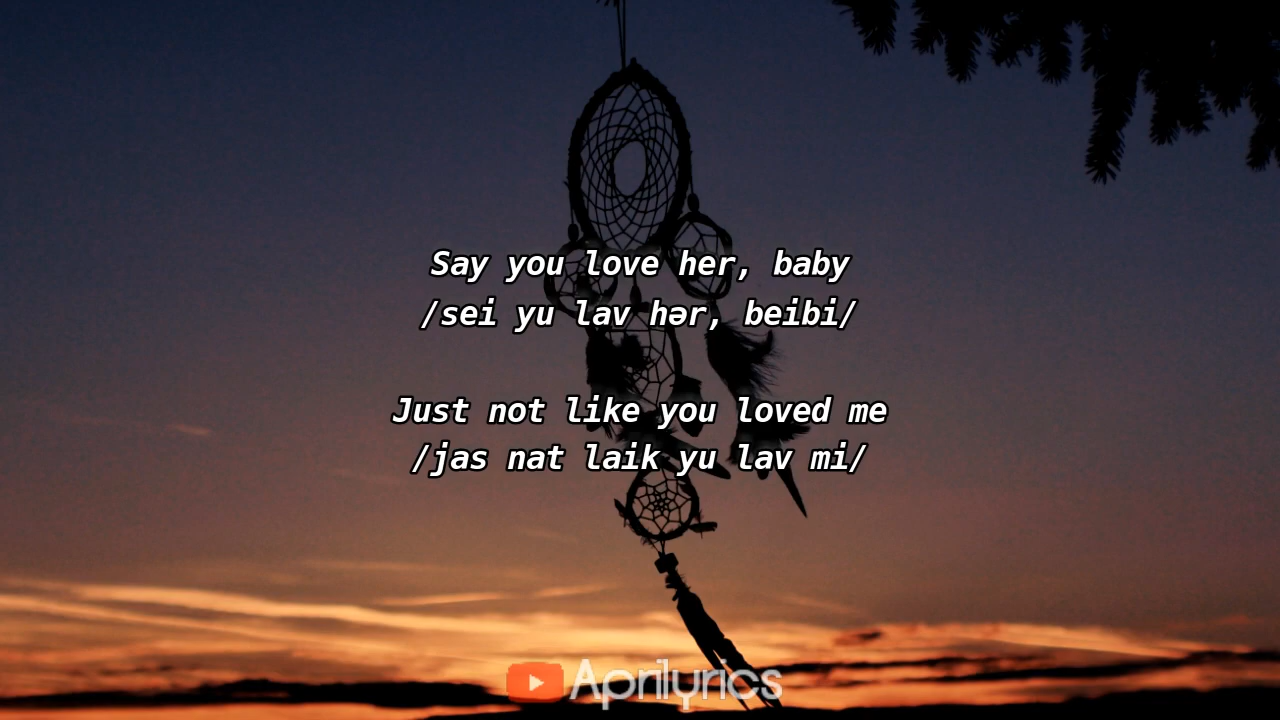 Say you love her, baby
/sei yu lav hər, beibi/
Just not like you loved me
/jas nat laik yu lav mi/
Aprilyrics